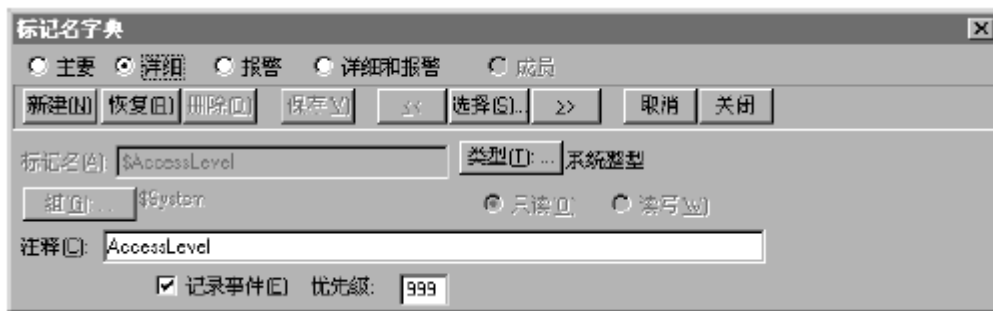 标记名字典
主要 详细 报警 详细和报警 成员
新建(N) 恢复(E) 删除(D) 保存(V) << 选择(S)... >> 取消 关闭
标记名(A): $AccessLevel 类型(T): ... 系统整型
组(G): ... $System 只读(O) 读写(W)
注释(C): AccessLevel
记录事件(E) 优先级: 999